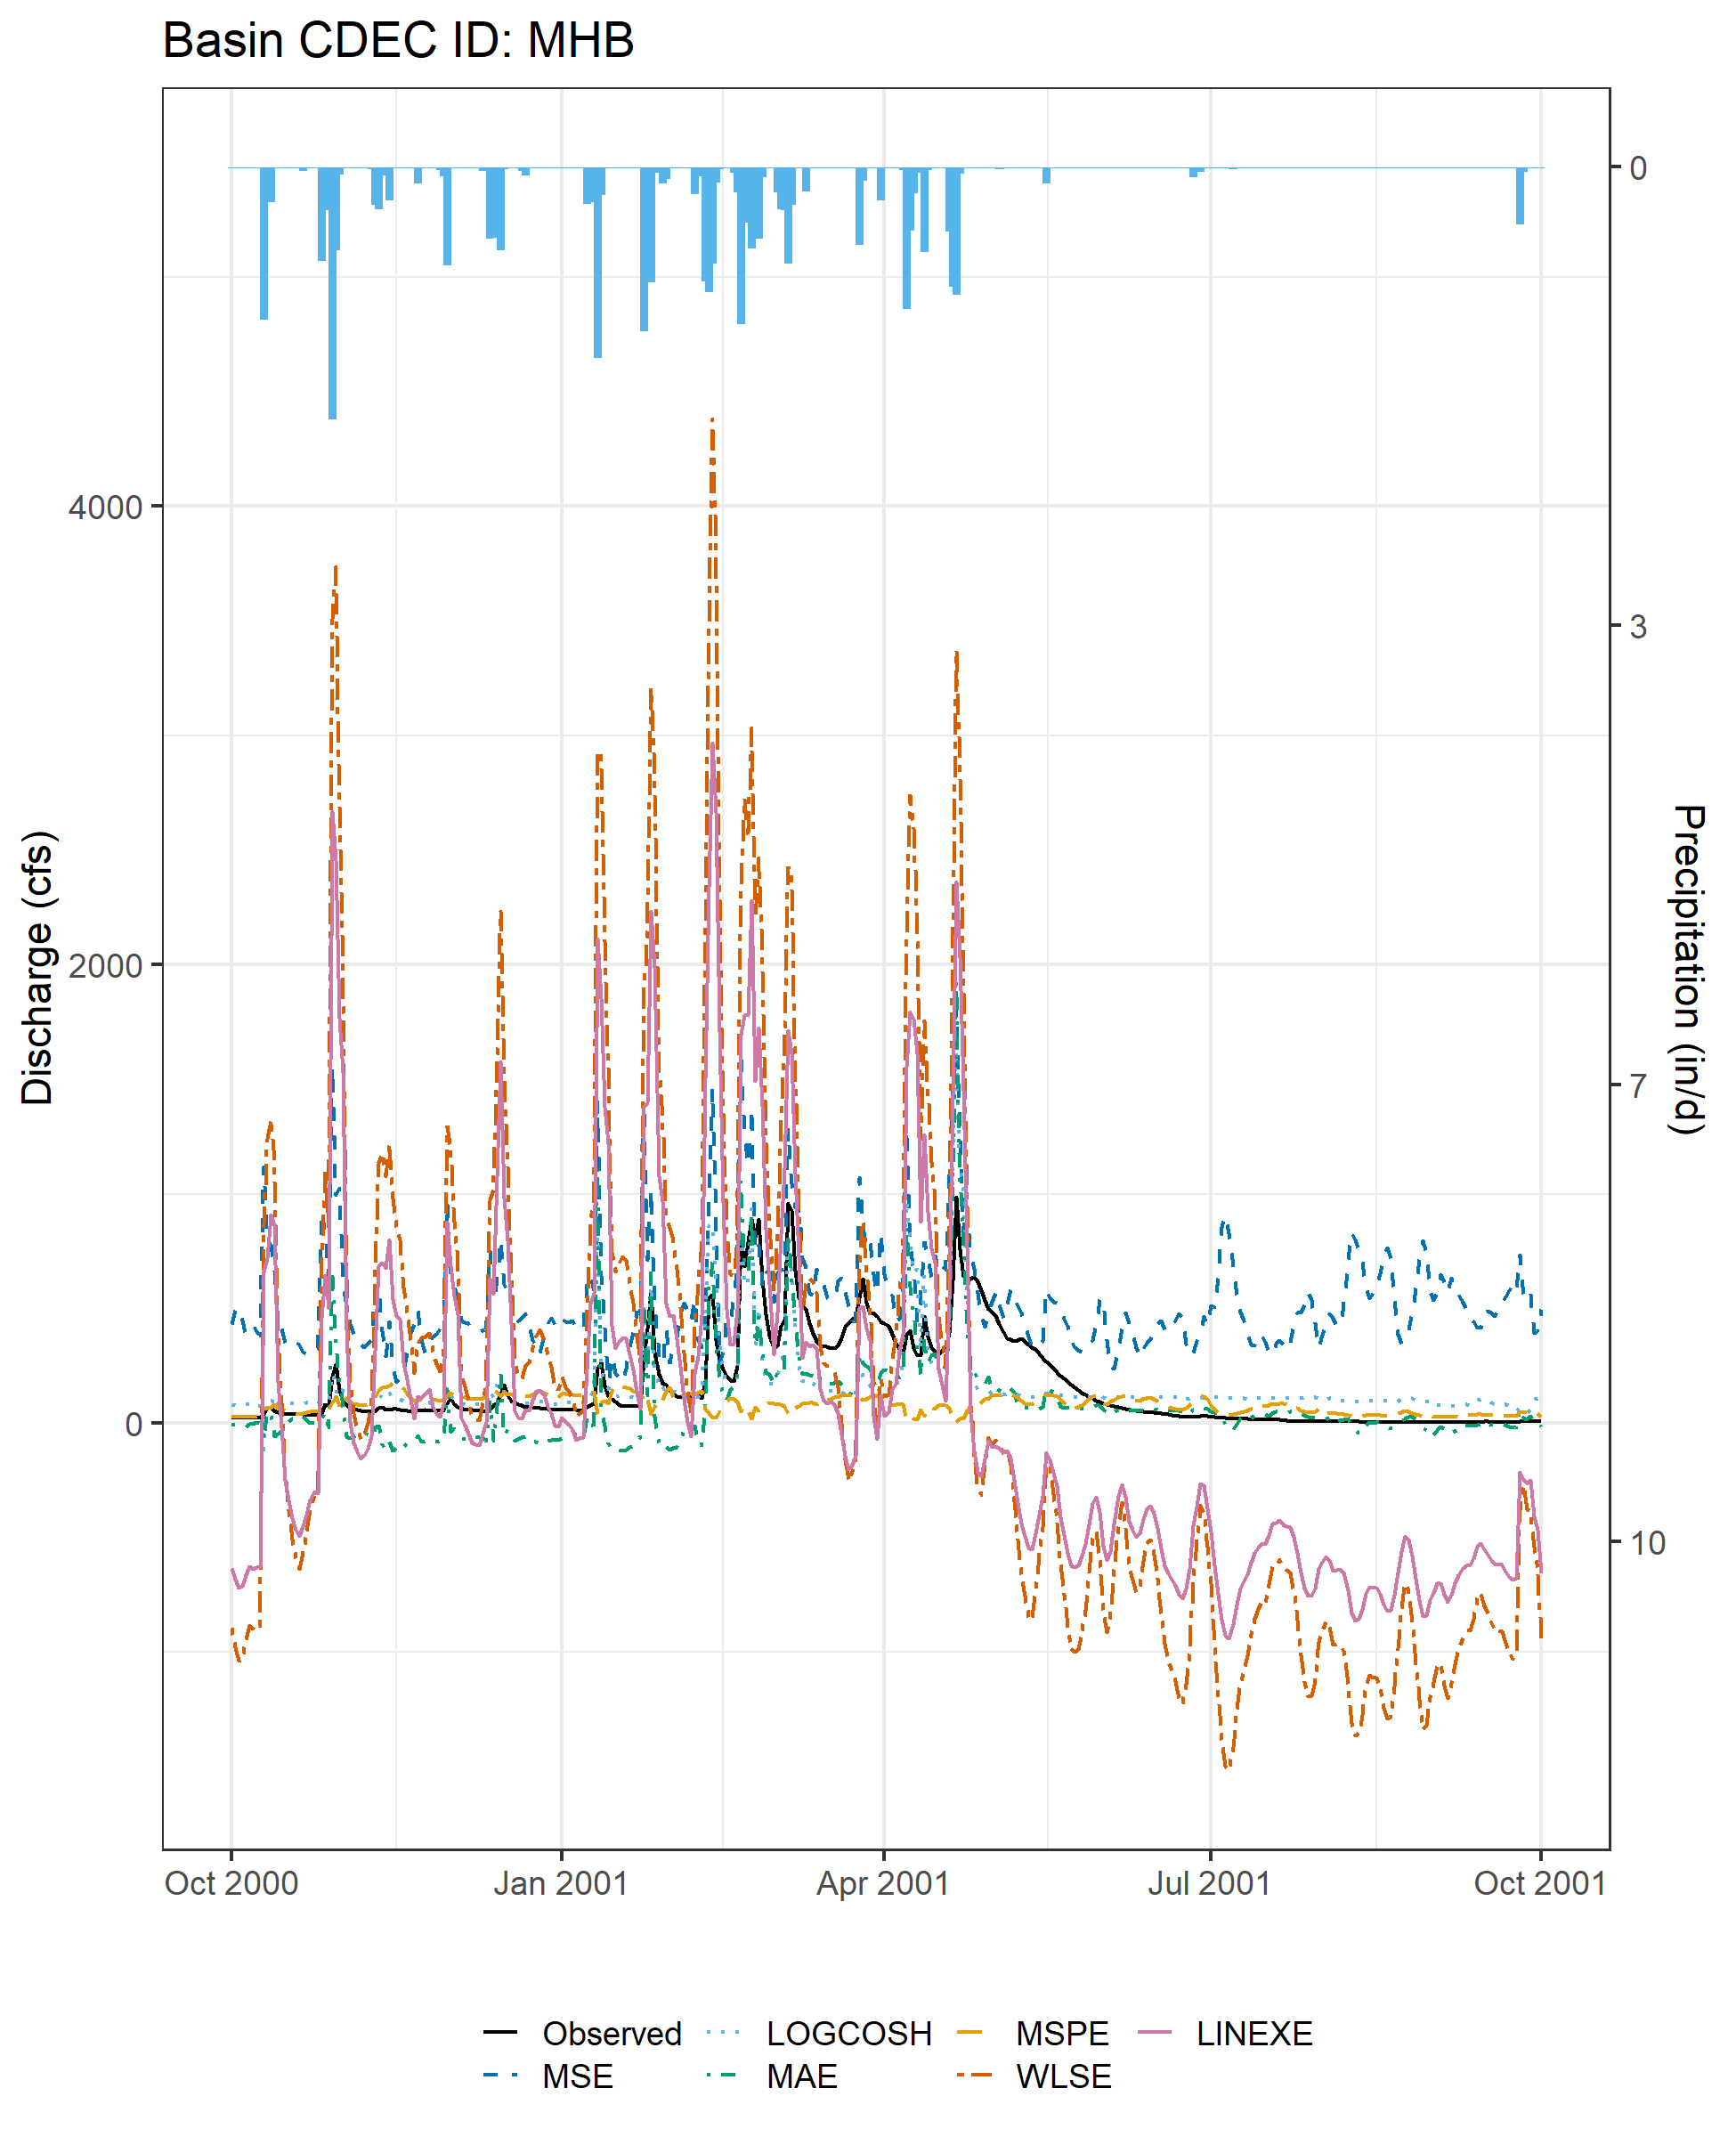 Basin CDEC ID: MHB
0
4000
3
Discharge (cfs)
Precipitation (in/d)
2000
7
0
10
Oct 2000 Jan 2001 Apr 2001 Jul 2001 Oct 2001
Observed LOGCOSH MSPE LINEXE
MSE MAE WLSE